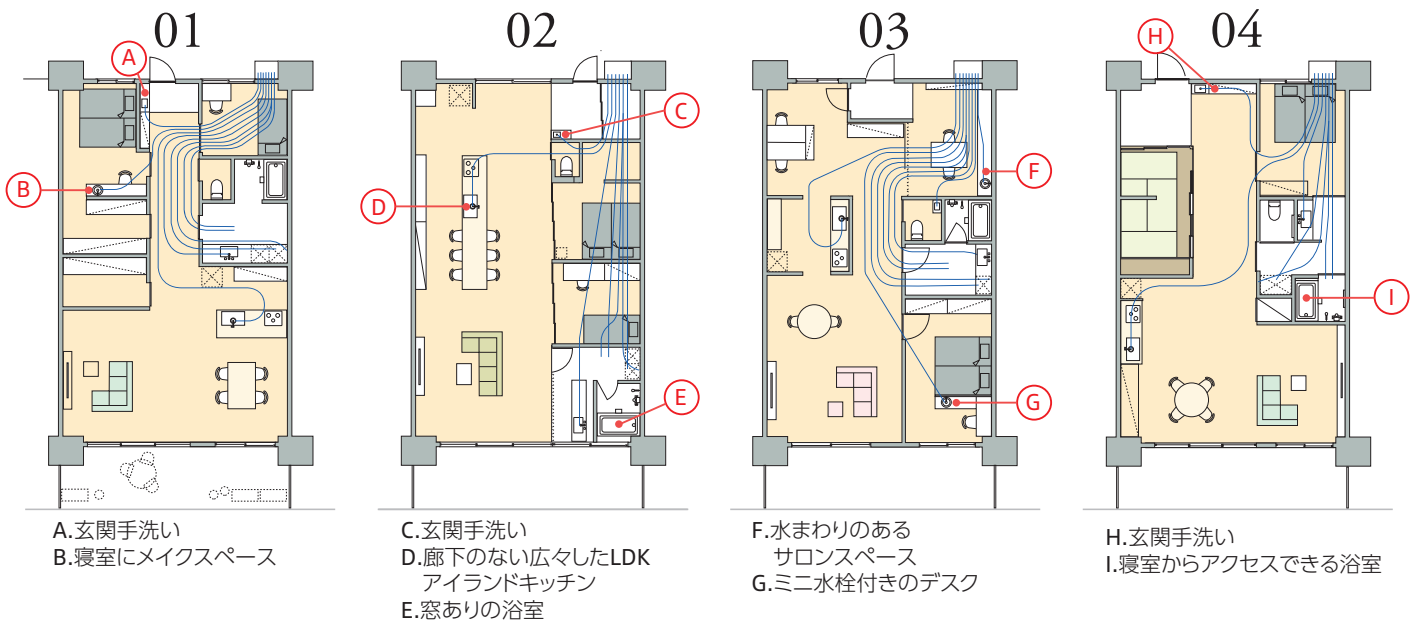 01
02
03
04
A
B
C
D
E
F
G
H
I
A.玄関手洗い
B.寝室にメイクスペース
C.玄関手洗い
D.廊下のない広々したLDK
アイランドキッチン
E.窓ありの浴室
F.水まわりのある
サロンスペース
G.ミニ水栓付きのデスク
H.玄関手洗い
I.寝室からアクセスできる浴室